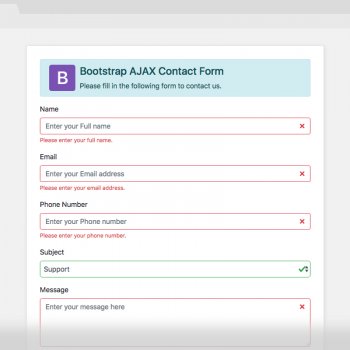 B
Bootstrap AJAX Contact Form
Please fill in the following form to contact us.
Name
Enter your Full name
Please enter your full name.
Email
Enter your Email address
Please enter your email address.
Phone Number
Enter your Phone number
Please enter your phone number.
Subject
Support
Message
Enter your message here